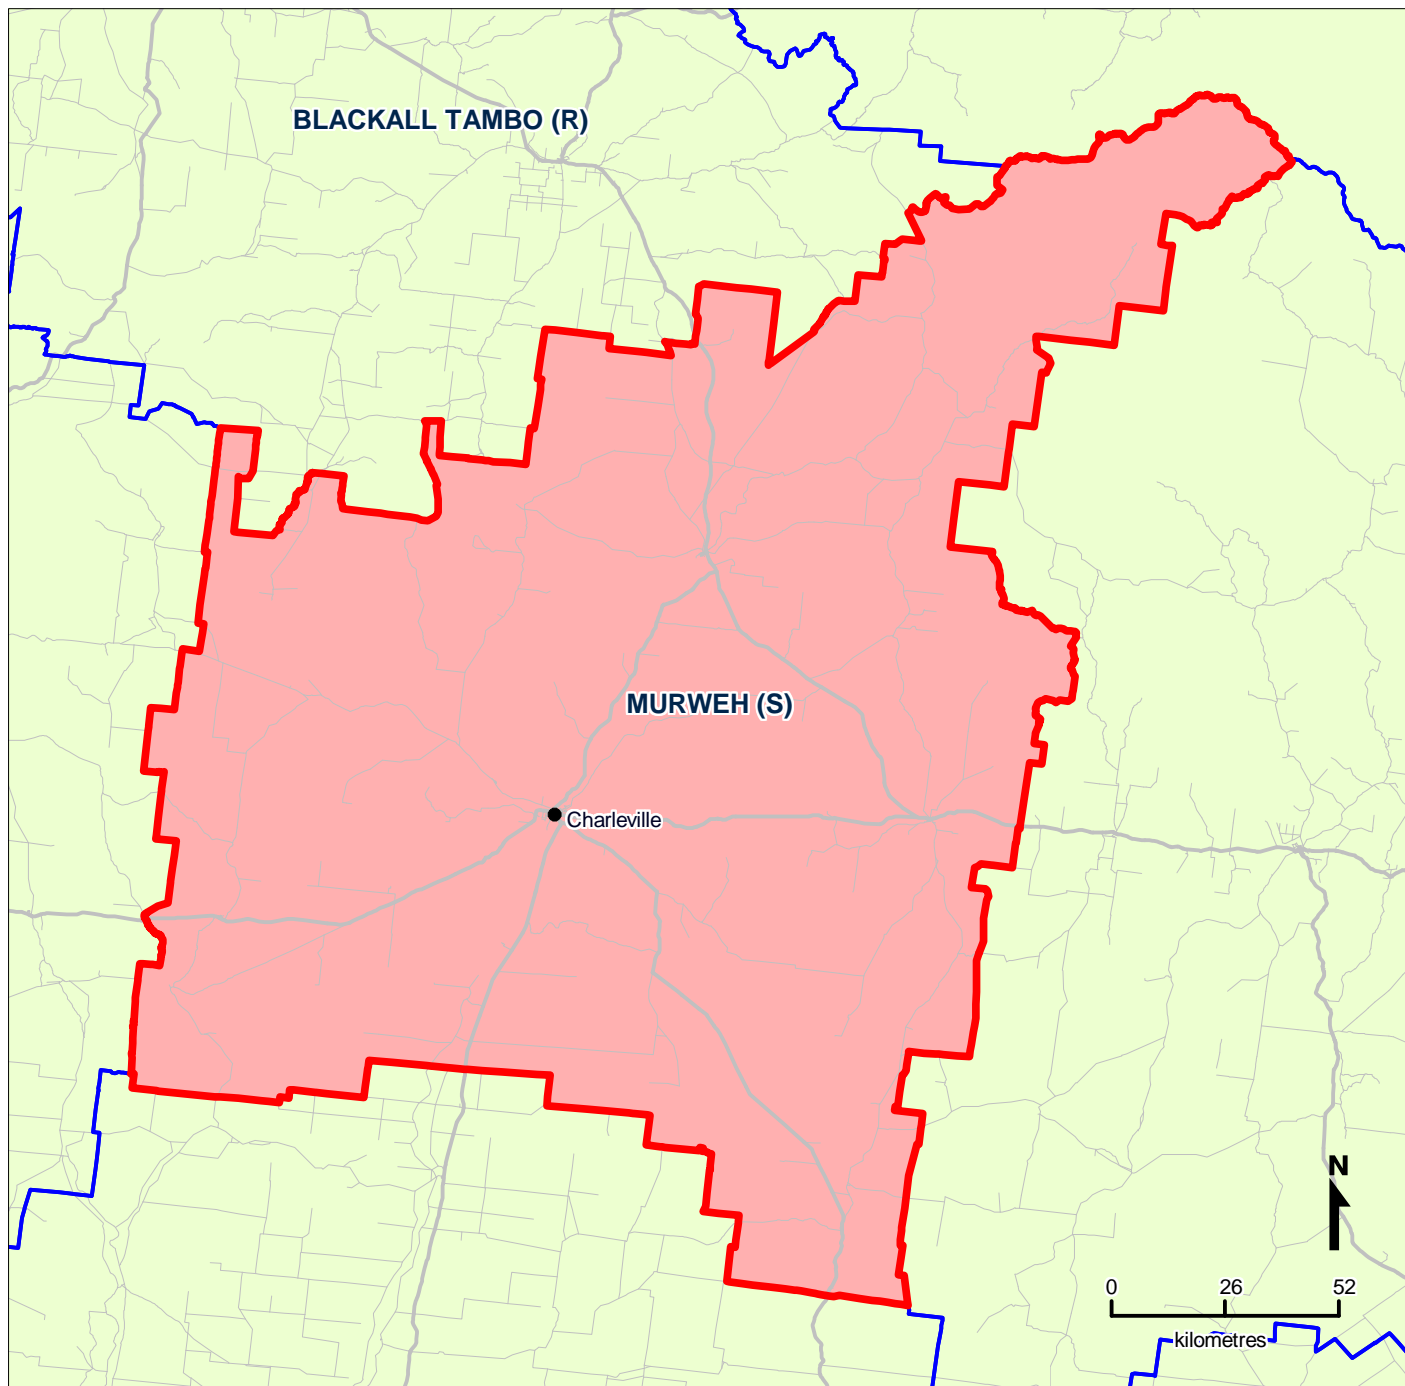 BLACKALL TAMBO (R)
MURWEH (S)
Charleville
N
0 26 52
kilometres